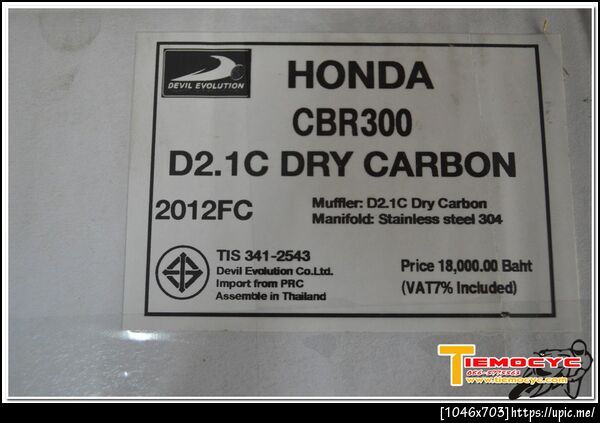 DEVIL EVOLUTION
HONDA
CBR300
D2.1C DRY CARBON
2012FC
Muffler: D2.1C Dry Carbon
Manifold: Stainless steel 304
TIS 341-2543
Devil Evolution Co.Ltd.
Import from PRC
Assemble in Thailand
Price 18,000.00 Baht
(VAT7% Included)
TIEMOCYC
www.tiemocyc.com
[1046x703]https://upic.me/